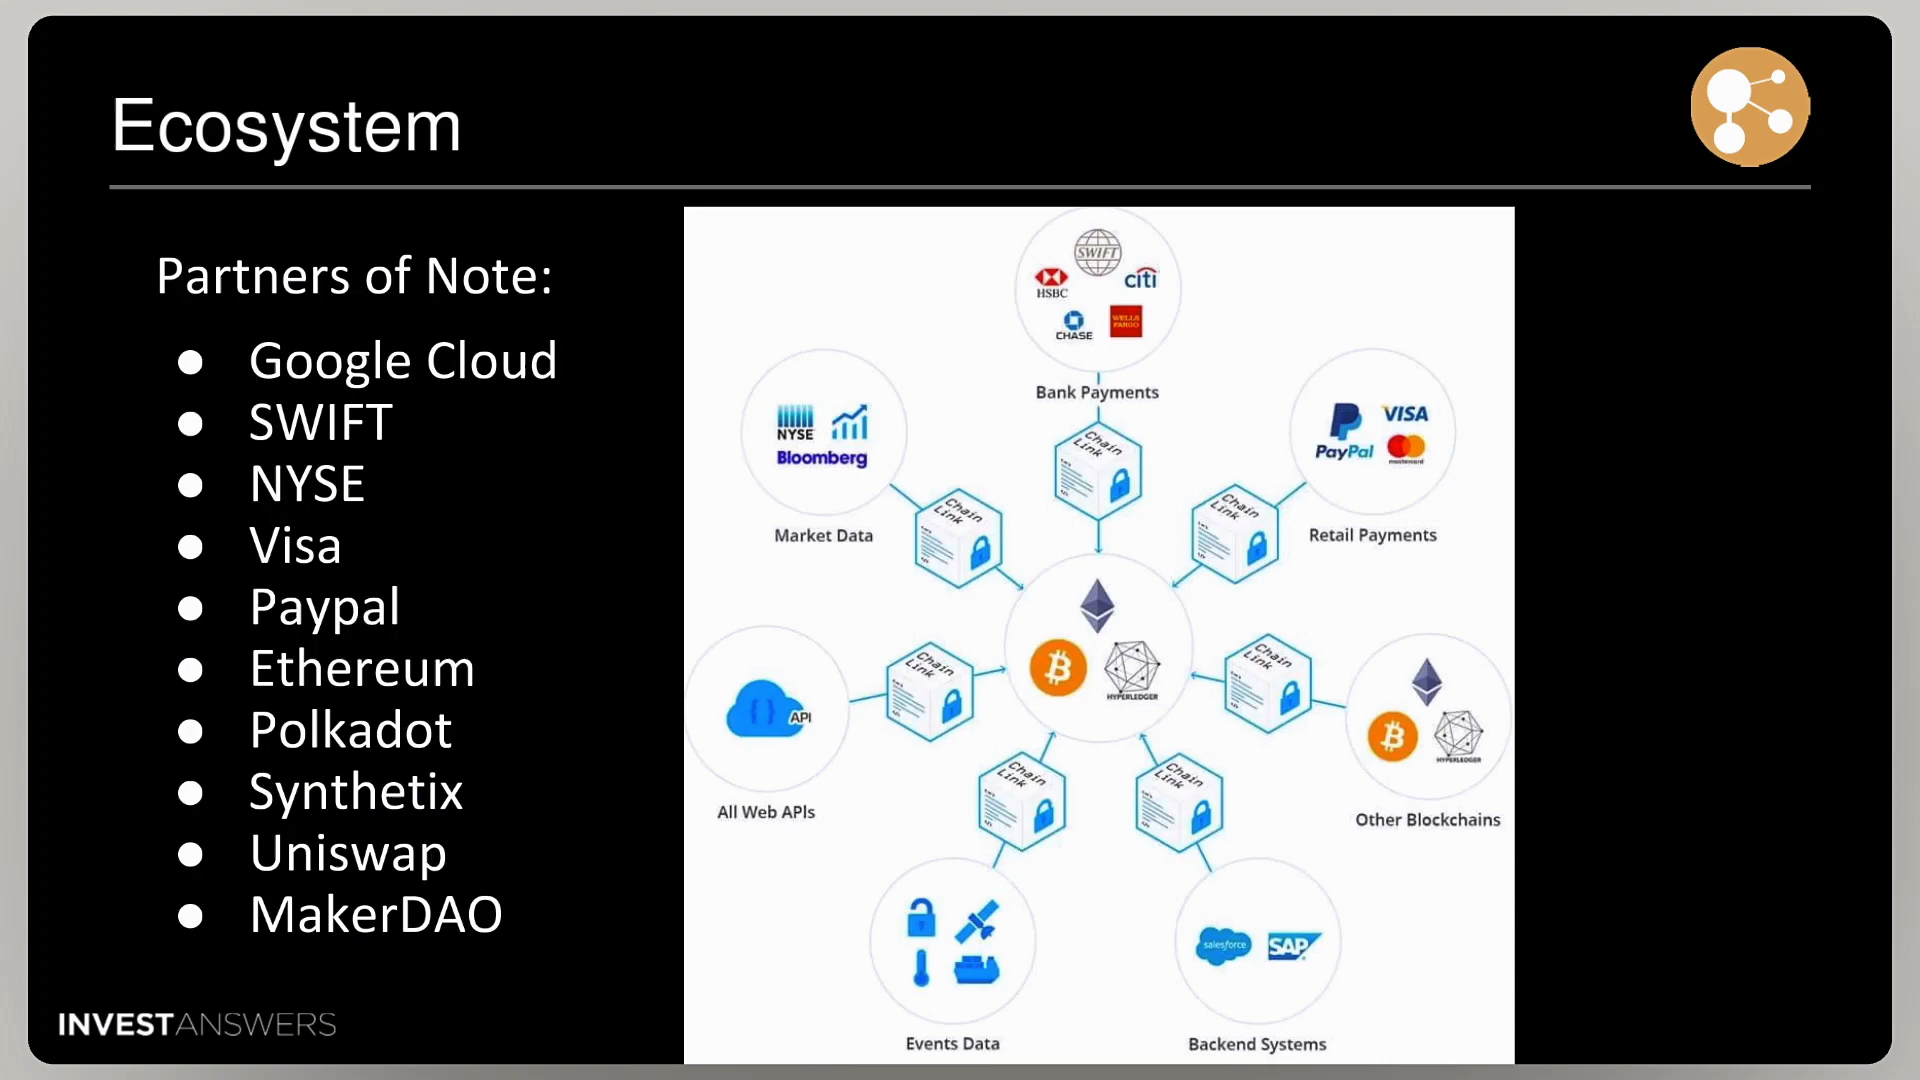 Ecosystem
Partners of Note:
● Google Cloud
● SWIFT
● NYSE
● Visa
● Paypal
● Ethereum
● Polkadot
● Synthetix
● Uniswap
● MakerDAO
INVESTANSWERS
SWIFT
HSBC
citi
CHASE
WELLS
FARGO
Bank Payments
NYSE
Bloomberg
Market Data
PayPal
VISA
mastercard
Retail Payments
Chain
Link
Chain
Link
Chain
Link
HYPERLEDGER
{ } API
All Web APIs
Chain
Link
Chain
Link
HYPERLEDGER
Other Blockchains
Chain
Link
Chain
Link
Events Data
salesforce
SAP
Backend Systems